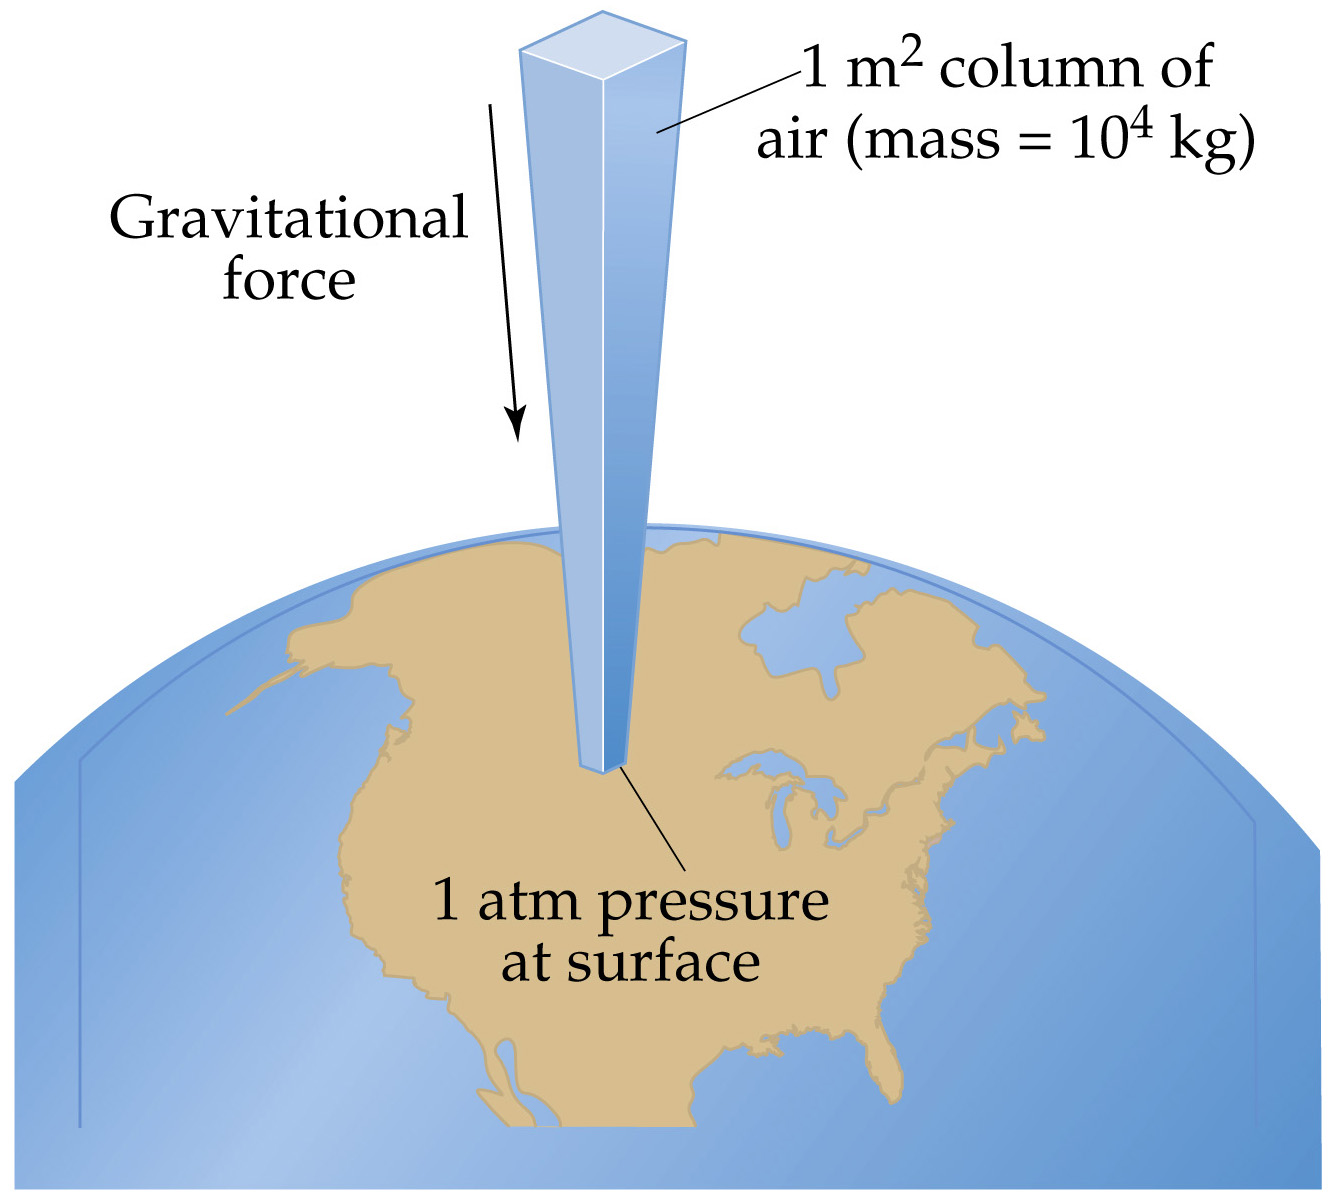 1 m² column of
air (mass = 10⁴ kg)
Gravitational
force
1 atm pressure
at surface